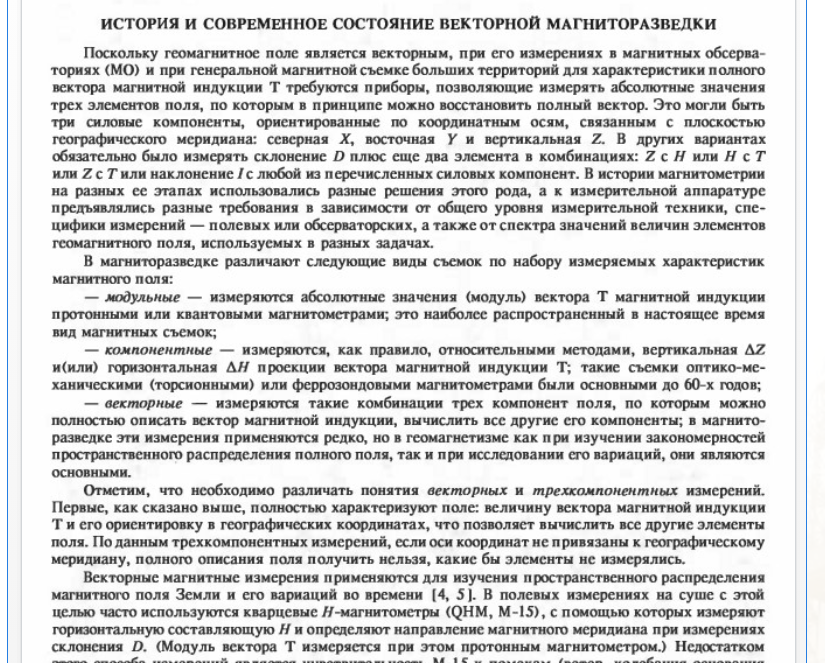 ИСТОРИЯ И СОВРЕМЕННОЕ СОСТОЯНИЕ ВЕКТОРНОЙ МАГНИТОРАЗВЕДКИ
Поскольку геомагнитное поле является векторным, при его измерениях в магнитных обсерва-
ториях (МО) и при генеральной магнитной съемке больших территорий для характеристики полного
вектора магнитной индукции Т требуются приборы, позволяющие измерять абсолютные значения
трех элементов поля, по которым в принципе можно восстановить полный вектор. Это могли быть
три силовые компоненты, ориентированные по координатным осям, связанным с плоскостью
географического меридиана: северная X, восточная Y и вертикальная Z. В других вариантах
обязательно было измерять склонение D плюс еще два элемента в комбинациях: Z с H или H с T
или Z с T или наклонение I с любой из перечисленных силовых компонент. В истории магнитометрии
на разных ее этапах использовались разные решения этого рода, а к измерительной аппаратуре
предъявлялись разные требования в зависимости от общего уровня измерительной техники, спе-
цифики измерений — полевых или обсерваторских, а также от спектра значений величин элементов
геомагнитного поля, используемых в разных задачах.
В магниторазведке различают следующие виды съемок по набору измеряемых характеристик
магнитного поля:
— модульные — измеряются абсолютные значения (модуль) вектора Т магнитной индукции
протонными или квантовыми магнитометрами; это наиболее распространенный в настоящее время
вид магнитных съемок;
— компонентные — измеряются, как правило, относительными методами, вертикальная ΔZ
и(или) горизонтальная ΔH проекции вектора магнитной индукции Т; такие съемки оптико-ме-
ханическими (торсионными) или феррозондовыми магнитометрами были основными до 60-х годов;
— векторные — измеряются такие комбинации трех компонент поля, по которым можно
полностью описать вектор магнитной индукции, вычислить все другие его компоненты; в магнито-
разведке эти измерения применяются редко, но в геомагнетизме как при изучении закономерностей
пространственного распределения полного поля, так и при исследовании его вариаций, они являются
основными.
Отметим, что необходимо различать понятия векторных и трехкомпонентных измерений.
Первые, как сказано выше, полностью характеризуют поле: величину вектора магнитной индукции
Т и его ориентировку в географических координатах, что позволяет вычислить все другие элементы
поля. По данным трехкомпонентных измерений, если оси координат не привязаны к географическому
меридиану, полного описания поля получить нельзя, какие бы элементы не измерялись.
Векторные магнитные измерения применяются для изучения пространственного распределения
магнитного поля Земли и его вариаций во времени [4, 5]. В полевых измерениях на суше с этой
целью часто используются кварцевые H-магнитометры (QHM, М-15), с помощью которых измеряют
горизонтальную составляющую H и определяют направление магнитного меридиана при измерениях
склонения D. (Модуль вектора Т измеряется при этом протонным магнитометром.) Недостатком